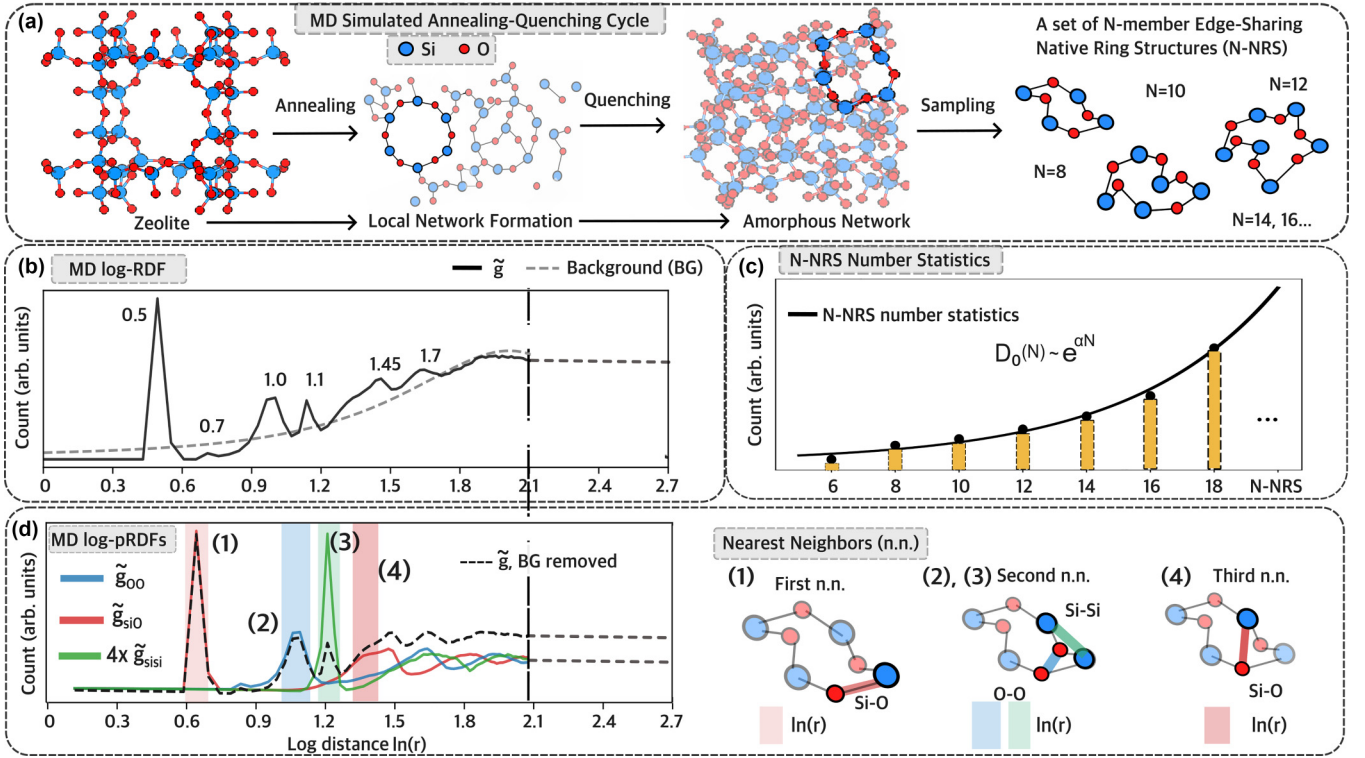 (a)
MD Simulated Annealing-Quenching Cycle
Si O
A set of N-member Edge-Sharing
Native Ring Structures (N-NRS)
Annealing
Quenching
Sampling
N=10
N=12
N=8
N=14, 16...
Zeolite
Local Network Formation
Amorphous Network
(b)
MD log-RDF
g̃
Background (BG)
Count (arb. units)
0.5
0.7
1.0
1.1
1.45
1.7
0 0.3 0.6 0.9 1.2 1.5 1.8 2.1 2.4 2.7
(c)
N-NRS Number Statistics
N-NRS number statistics
D₀(N) ~ e^{αN}
Count (arb. units)
...
6 8 10 12 14 16 18 N-NRS
(d)
MD log-pRDFs
g̃_OO
g̃_SiO
4x g̃_sisi
(1)
(2)
(3)
(4)
g̃, BG removed
Count (arb. units)
0 0.3 0.6 0.9 1.2 1.5 1.8 2.1 2.4 2.7
Log distance ln(r)
Nearest Neighbors (n.n.)
(1)
First n.n.
Si-O
ln(r)
(2), (3) Second n.n.
Si-Si
O-O
ln(r)
(4)
Third n.n.
Si-O
ln(r)